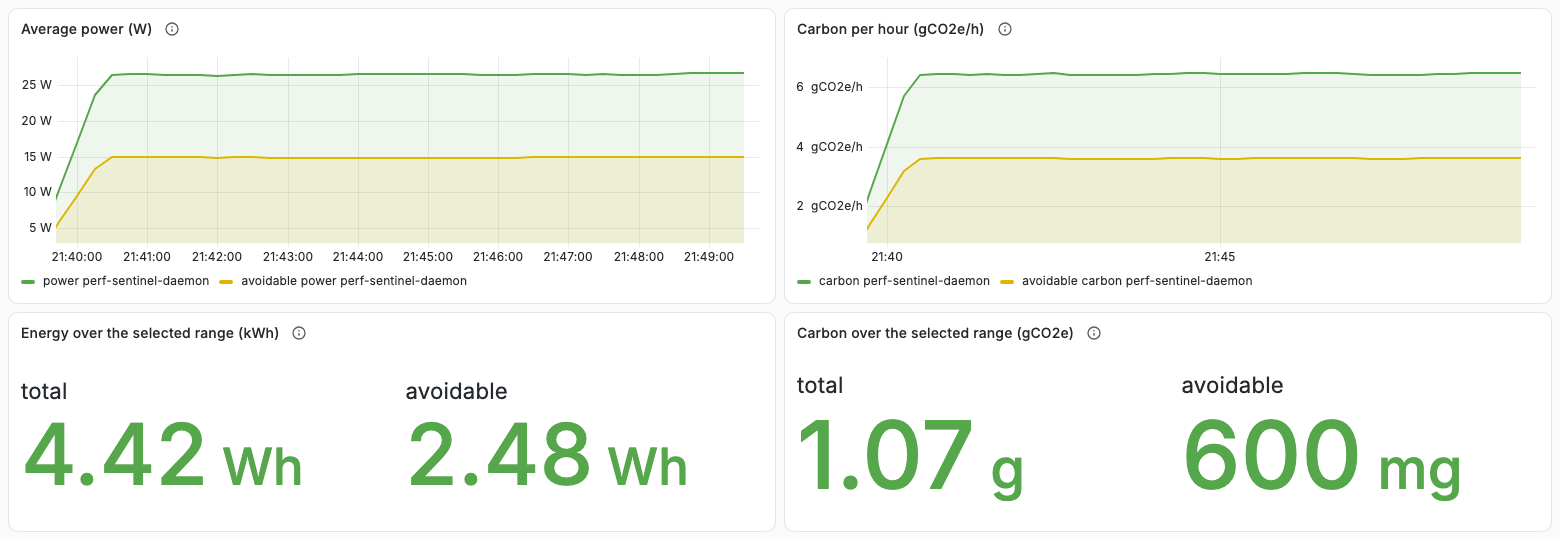 Average power (W)
25 W
20 W
15 W
10 W
5 W
21:40:00 21:41:00 21:42:00 21:43:00 21:44:00 21:45:00 21:46:00 21:47:00 21:48:00 21:49:00
power perf-sentinel-daemon avoidable power perf-sentinel-daemon
Carbon per hour (gCO2e/h)
6 gCO2e/h
4 gCO2e/h
2 gCO2e/h
21:40 21:45
carbon perf-sentinel-daemon avoidable carbon perf-sentinel-daemon
Energy over the selected range (kWh)
total avoidable
4.42 Wh 2.48 Wh
Carbon over the selected range (gCO2e)
total avoidable
1.07 g 600 mg